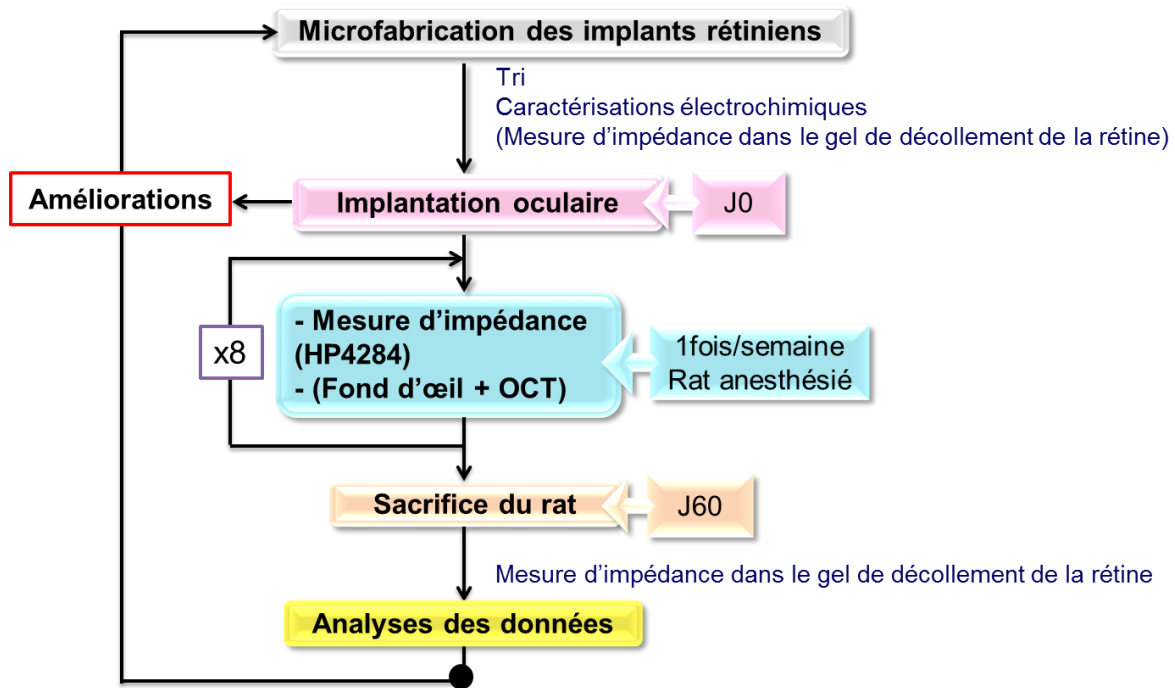 Microfabrication des implants rétiniens
Tri
Caractérisations électrochimiques
(Mesure d'impédance dans le gel de décollement de la rétine)
Améliorations
Implantation oculaire
J0
x8
- Mesure d'impédance
(HP4284)
- (Fond d'œil + OCT)
1fois/semaine
Rat anesthésié
Sacrifice du rat
J60
Mesure d'impédance dans le gel de décollement de la rétine
Analyses des données